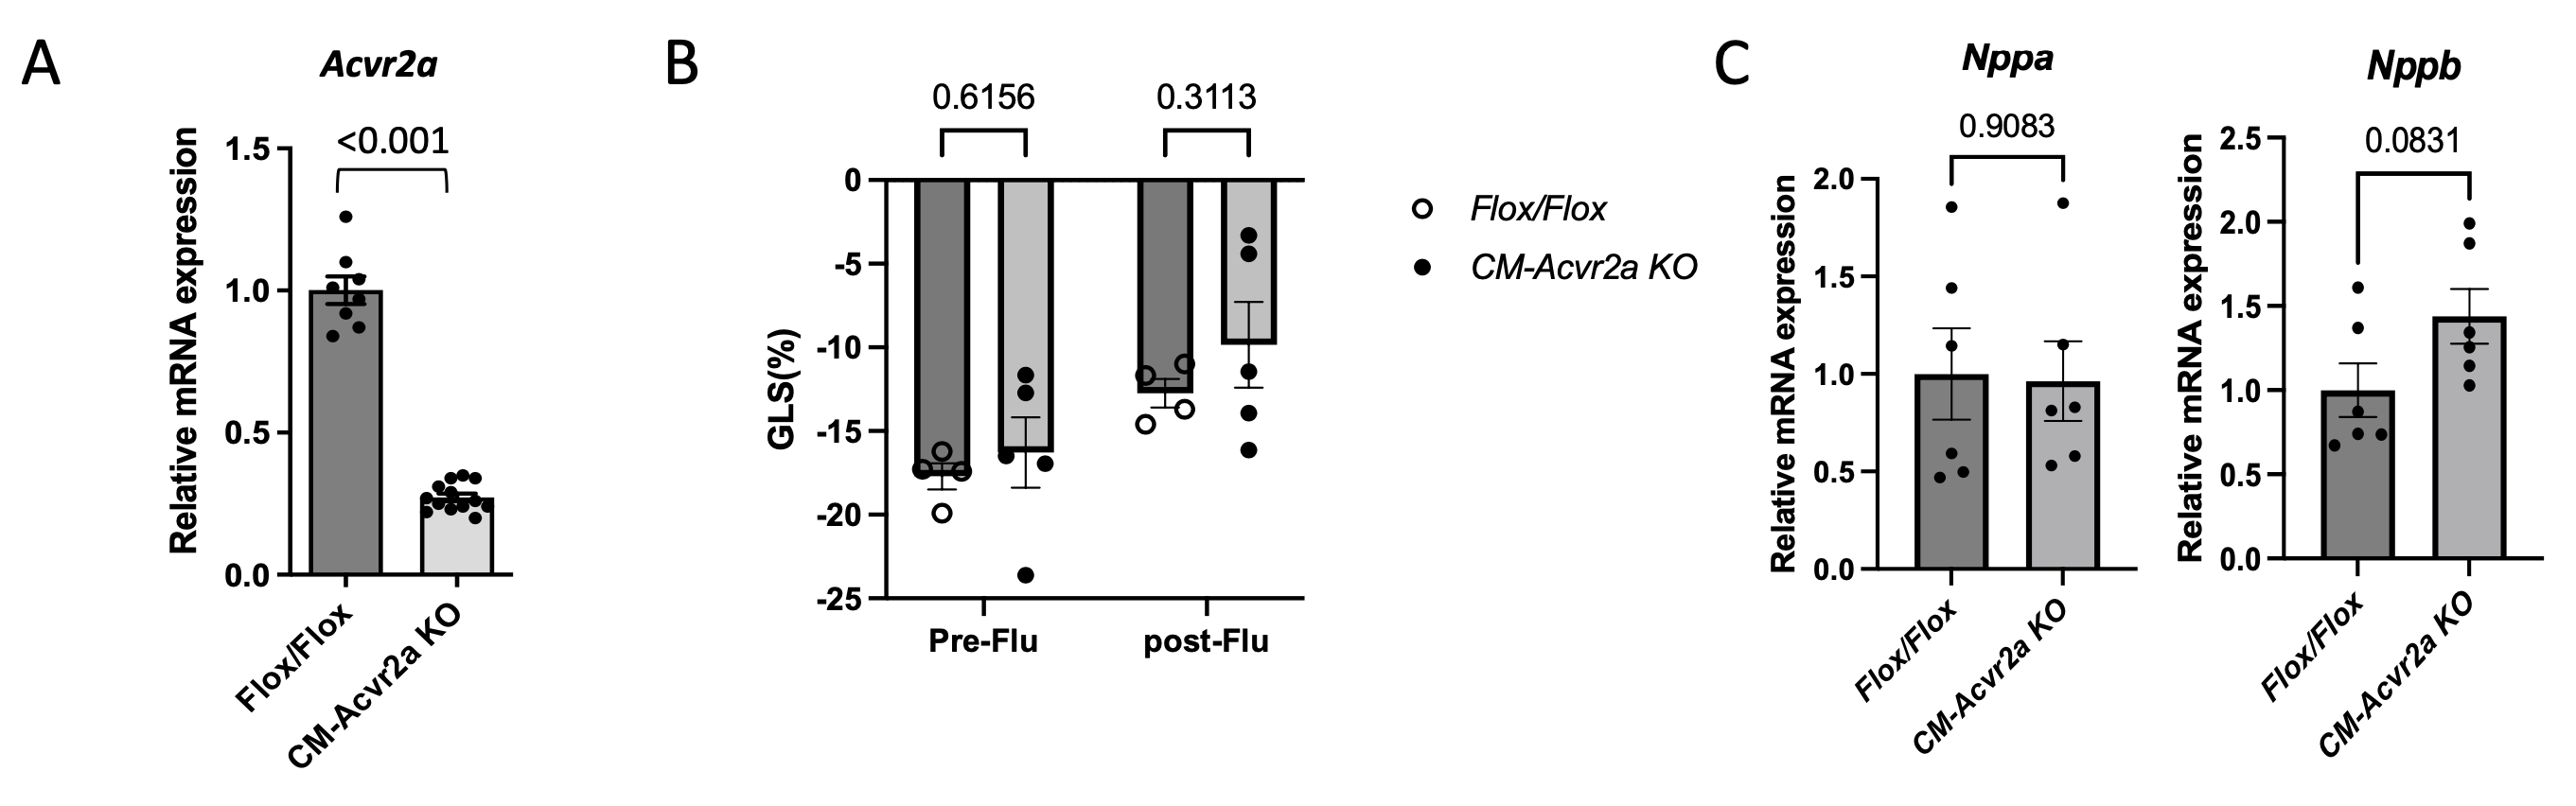 A
Acvr2a
<0.001
Relative mRNA expression
1.5
1.0
0.5
0.0
Flox/Flox
CM-Acvr2a KO
B
0.6156
0.3113
GLS(%)
0
-5
-10
-15
-20
-25
Pre-Flu
post-Flu
Flox/Flox
CM-Acvr2a KO
C
Nppa
0.9083
Relative mRNA expression
2.0
1.5
1.0
0.5
0.0
Flox/Flox
CM-Acvr2a KO
Nppb
0.0831
Relative mRNA expression
2.5
2.0
1.5
1.0
0.5
0.0
Flox/Flox
CM-Acvr2a KO